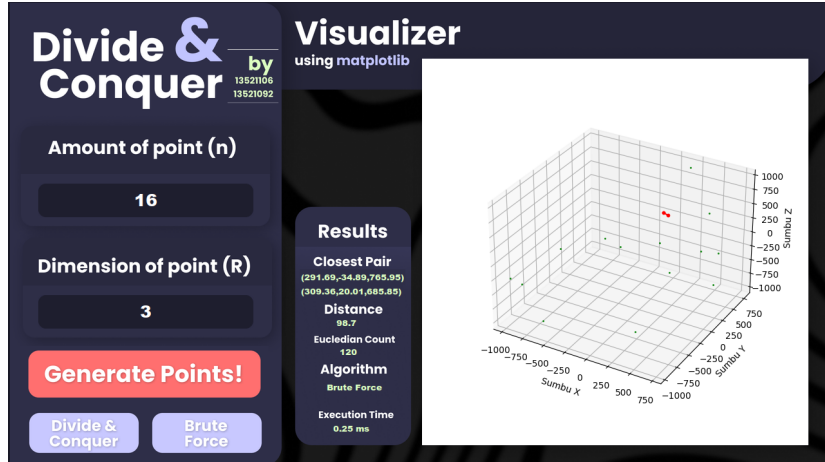 Divide &
Conquer
by
13521106
13521092
Amount of point (n)
16
Dimension of point (R)
3
Generate Points!
Divide &
Conquer
Brute
Force
Visualizer
using matplotlib
Results
Closest Pair
(291.69,-34.89,765.95)
(309.36,20.01,685.85)
Distance
98.7
Eucledian Count
120
Algorithm
Brute Force
Execution Time
0.25 ms
1000
750
500
250
0
−250
−500
−750
−1000
Sumbu Z
750
500
250
0
−250
−500
−750
−1000
Sumbu Y
−1000
−750
−500
−250
0
250
500
750
Sumbu X